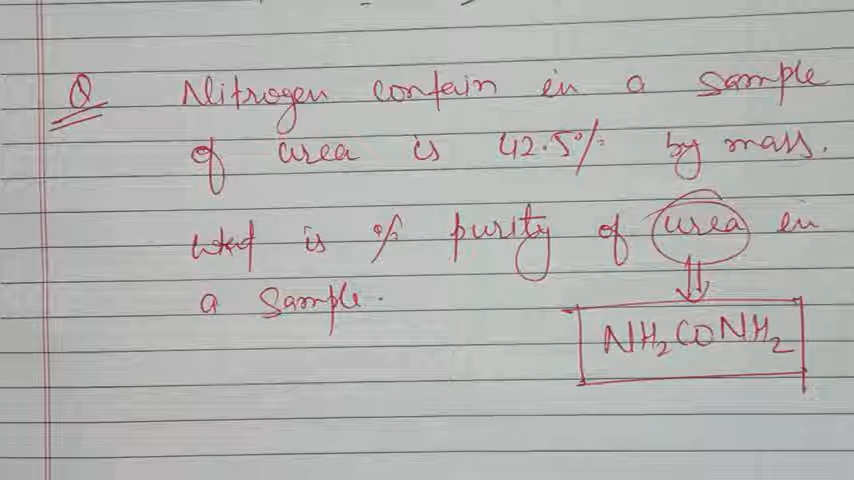 Q Nitrogen contain in a sample
of urea is 42.5% by mass.
what is % purity of urea in
a sample.
NH₂CONH₂